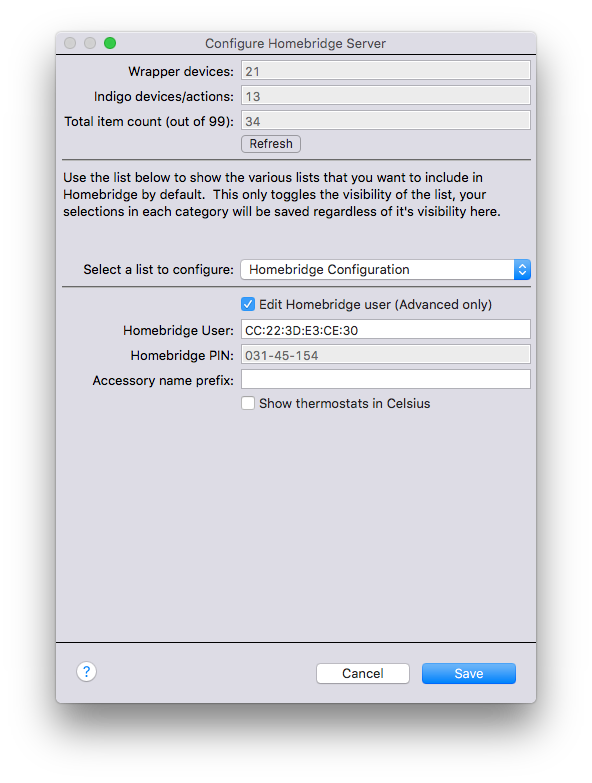 Configure Homebridge Server
Wrapper devices: 21
Indigo devices/actions: 13
Total item count (out of 99): 34
Refresh
Use the list below to show the various lists that you want to include in
Homebridge by default. This only toggles the visibility of the list, your
selections in each category will be saved regardless of it's visibility here.
Select a list to configure: Homebridge Configuration
Edit Homebridge user (Advanced only)
Homebridge User: CC:22:3D:E3:CE:30
Homebridge PIN: 031-45-154
Accessory name prefix:
Show thermostats in Celsius
? Cancel Save